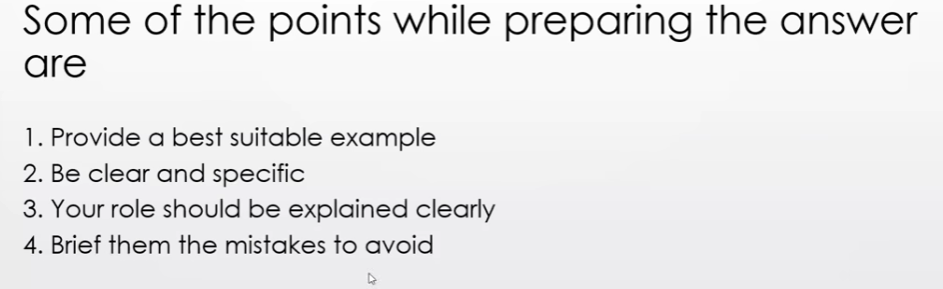 Some of the points while preparing the answer
are
1. Provide a best suitable example
2. Be clear and specific
3. Your role should be explained clearly
4. Brief them the mistakes to avoid